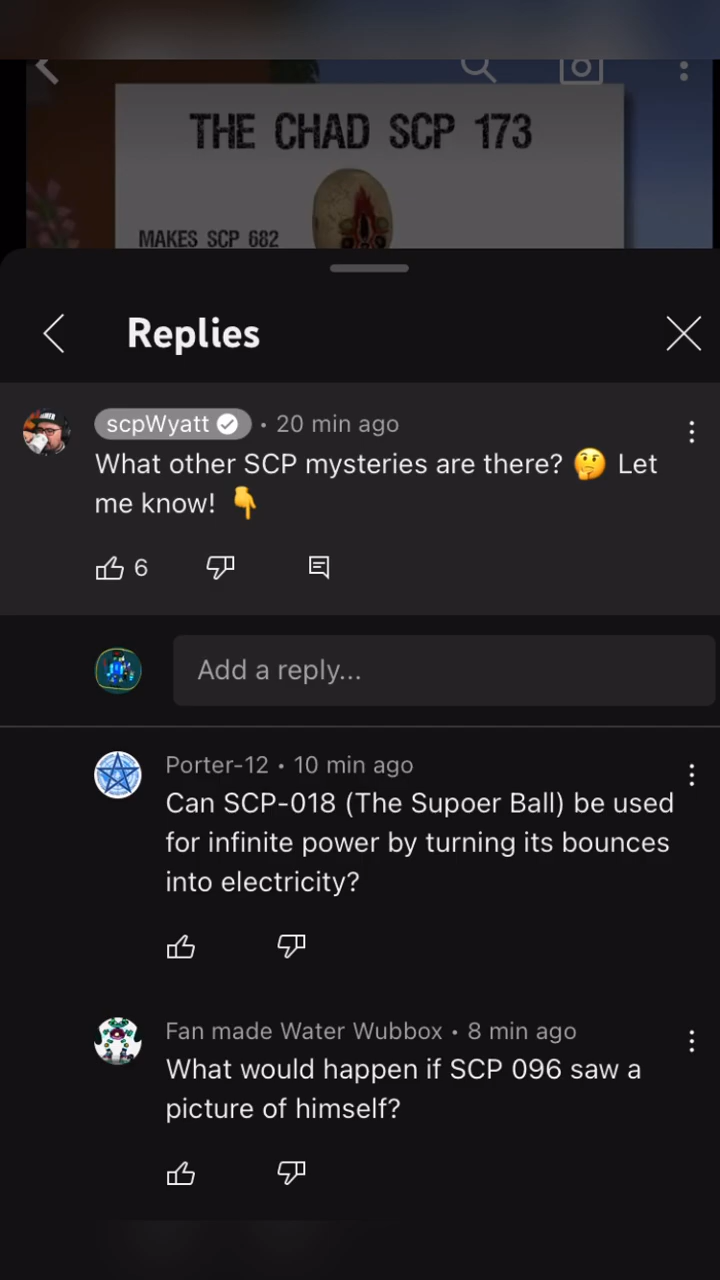 THE CHAD SCP 173
MAKES SCP 682
Replies
scpWyatt • 20 min ago
What other SCP mysteries are there? 🤔 Let
me know! 👇
6
Add a reply...
Porter-12 • 10 min ago
Can SCP-018 (The Supoer Ball) be used
for infinite power by turning its bounces
into electricity?
Fan made Water Wubbox • 8 min ago
What would happen if SCP 096 saw a
picture of himself?